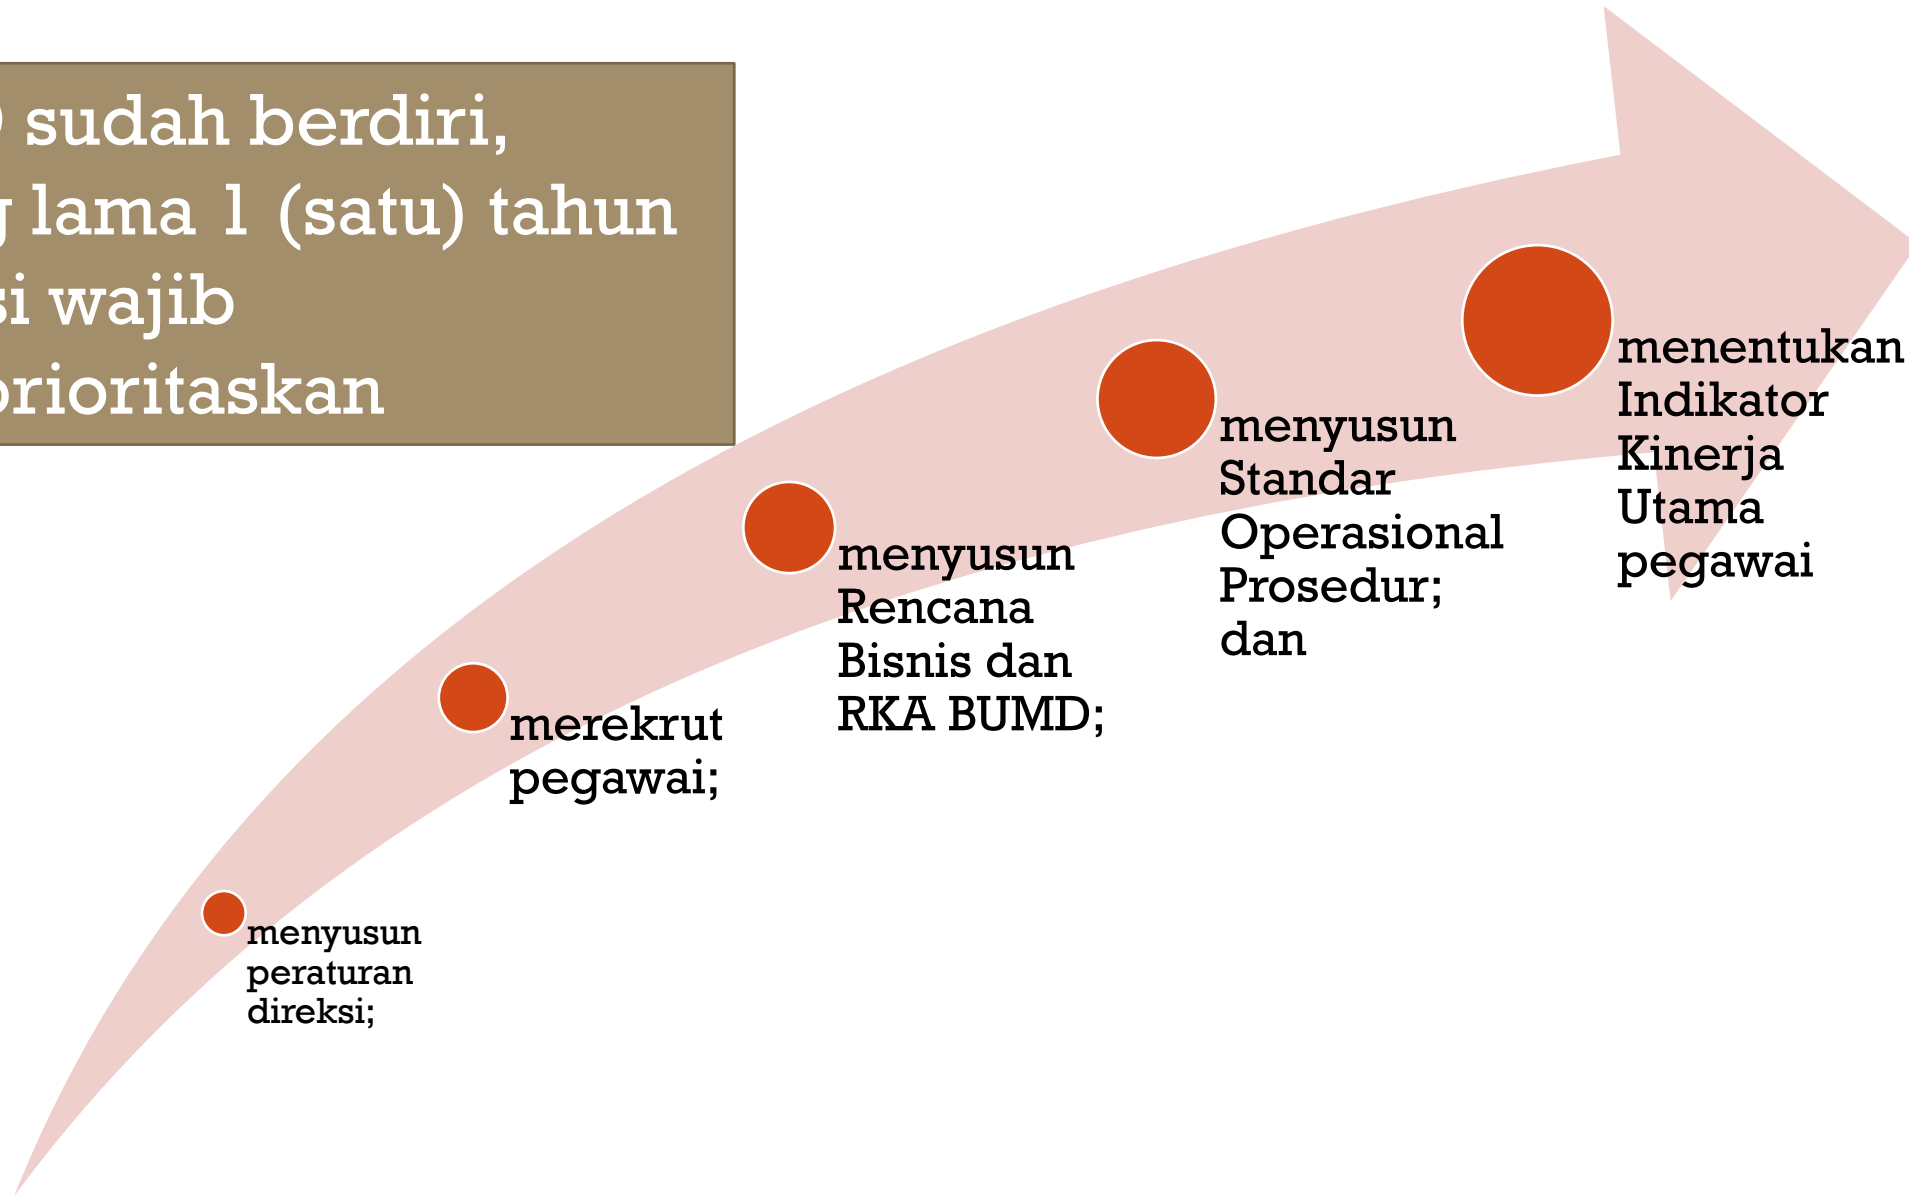 sudah berdiri,
lama 1 (satu) tahun
wajib
prioritaskan
menyusun
peraturan
direksi;
merekrut
pegawai;
menyusun
Rencana
Bisnis dan
RKA BUMD;
menyusun
Standar
Operasional
Prosedur;
dan
menentukan
Indikator
Kinerja
Utama
pegawai